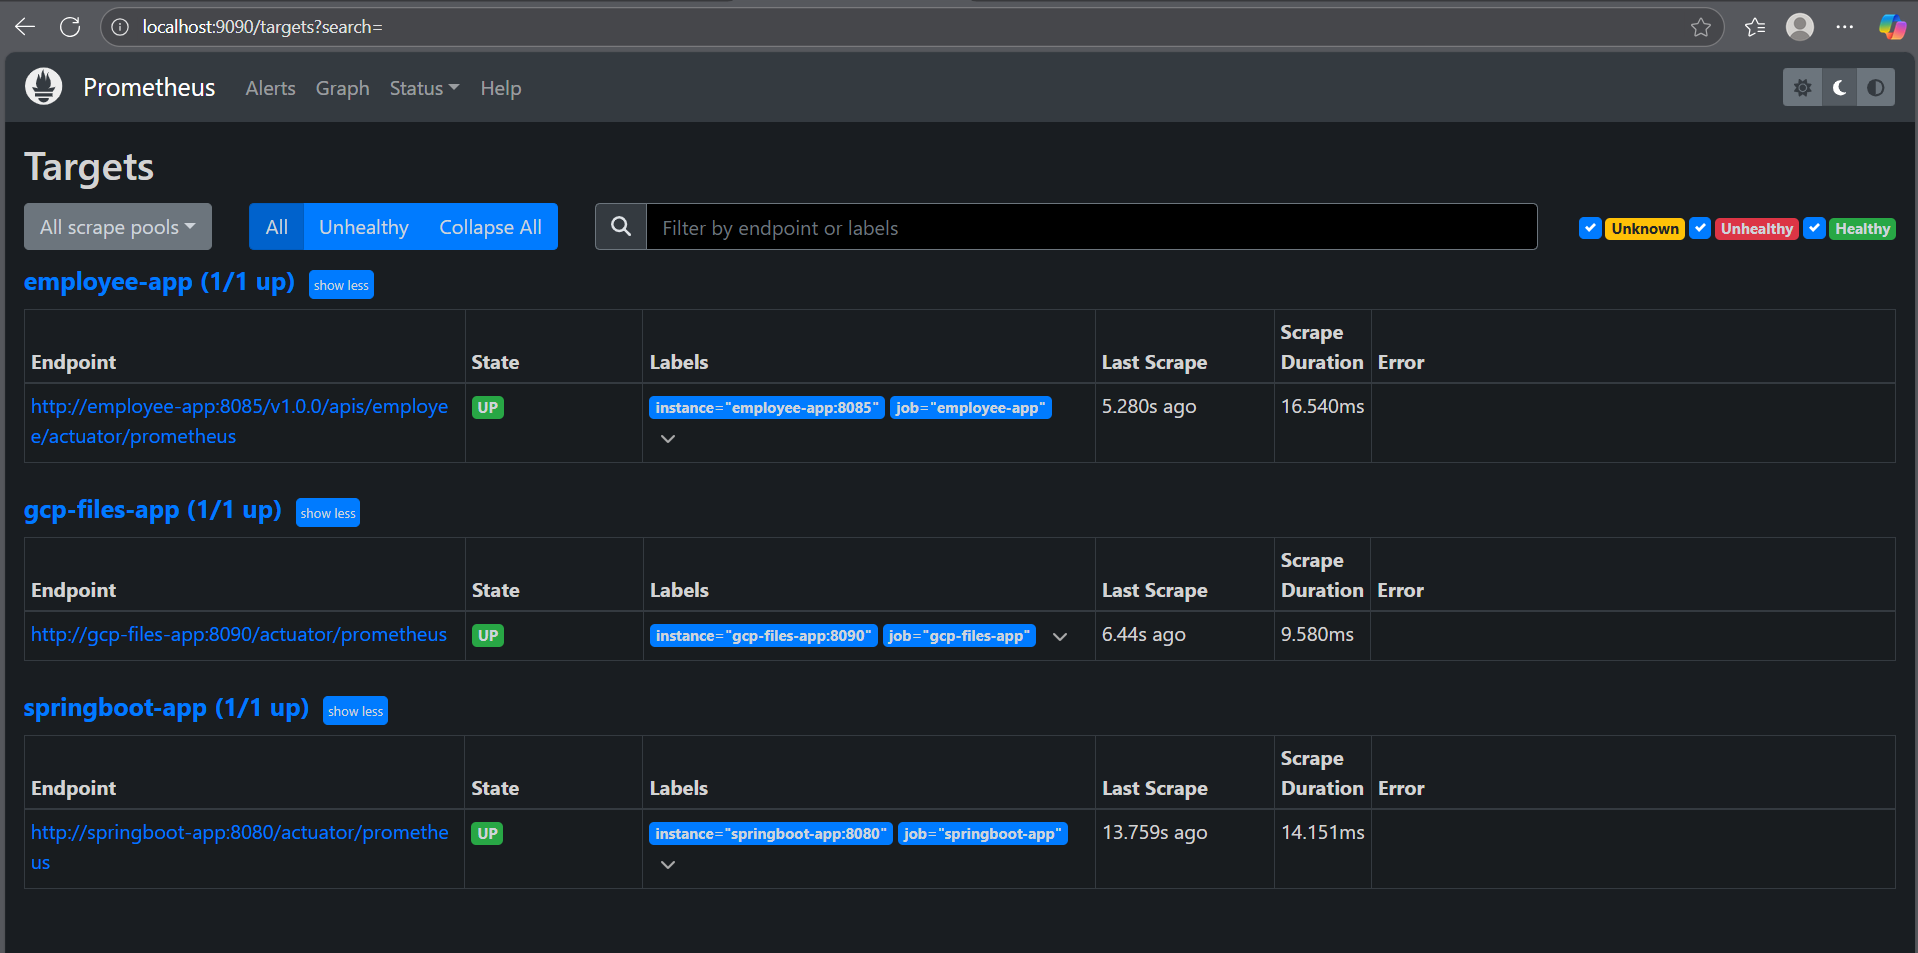 localhost:9090/targets?search=
Prometheus Alerts Graph Status Help
Targets
All scrape pools All Unhealthy Collapse All Filter by endpoint or labels Unknown Unhealthy Healthy
employee-app (1/1 up) show less
Endpoint State Labels Last Scrape Scrape Duration Error
http://employee-app:8085/v1.0.0/apis/employe
e/actuator/prometheus
UP instance="employee-app:8085" job="employee-app" 5.280s ago 16.540ms
gcp-files-app (1/1 up) show less
Endpoint State Labels Last Scrape Scrape Duration Error
http://gcp-files-app:8090/actuator/prometheus UP instance="gcp-files-app:8090" job="gcp-files-app" 6.44s ago 9.580ms
springboot-app (1/1 up) show less
Endpoint State Labels Last Scrape Scrape Duration Error
http://springboot-app:8080/actuator/promethe
us
UP instance="springboot-app:8080" job="springboot-app" 13.759s ago 14.151ms